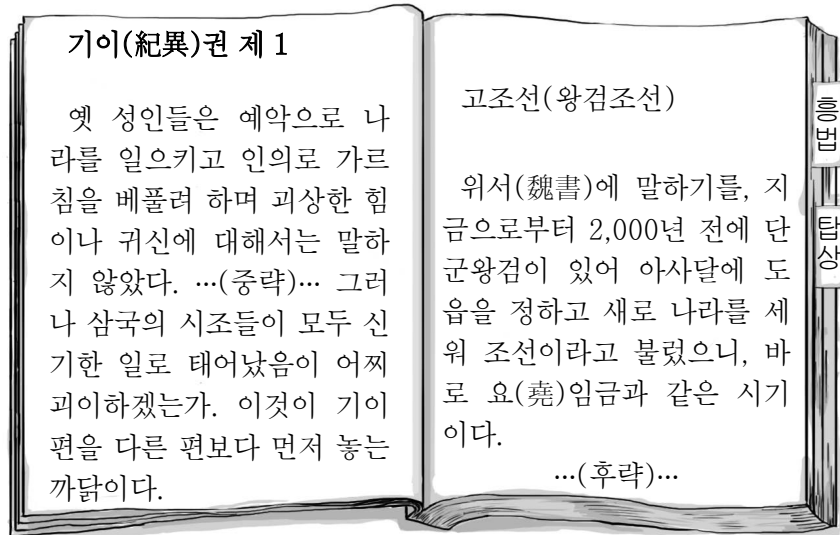 기이(紀異)권 제 1
옛 성인들은 예악으로 나
라를 일으키고 인의로 가르
침을 베풀려 하며 괴상한 힘
이나 귀신에 대해서는 말하
지 않았다. …(중략)… 그러
나 삼국의 시조들이 모두 신
기한 일로 태어났음이 어찌
괴이하겠는가. 이것이 기이
편을 다른 편보다 먼저 놓는
까닭이다.
고조선(왕검조선)
위서(魏書)에 말하기를, 지
금으로부터 2,000년 전에 단
군왕검이 있어 아사달에 도
읍을 정하고 새로 나라를 세
워 조선이라고 불렀으니, 바
로 요(堯)임금과 같은 시기
이다.
…(후략)…
흥법
탑상